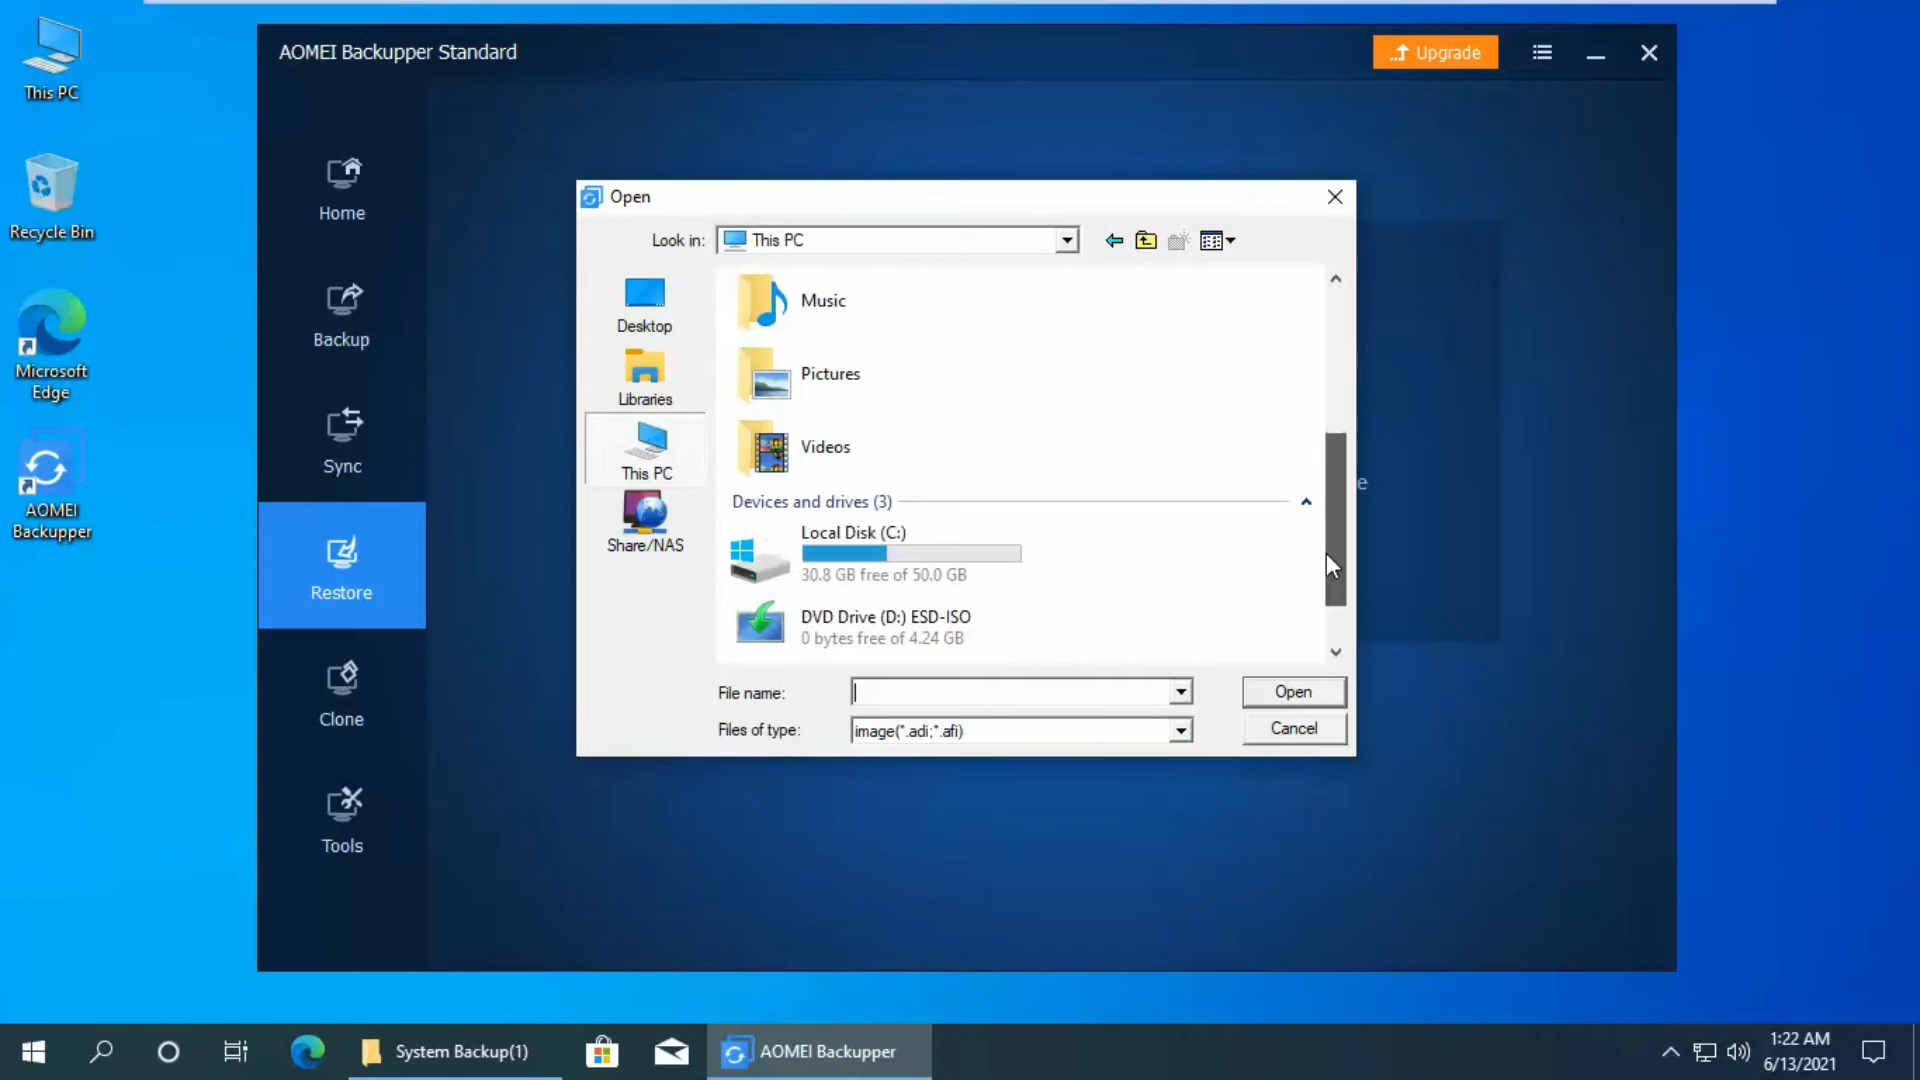 This PC
Recycle Bin
Microsoft
Edge
AOMEI
Backupper
AOMEI Backupper Standard
Upgrade
Home
Backup
Sync
Restore
Clone
Tools
Open
Look in:
This PC
Desktop
Libraries
This PC
Share/NAS
Music
Pictures
Videos
Devices and drives (3)
Local Disk (C:)
30.8 GB free of 50.0 GB
DVD Drive (D:) ESD-ISO
0 bytes free of 4.24 GB
File name:
Open
Files of type:
image(*.adi;*.afi)
Cancel
e
System Backup(1)
AOMEI Backupper
1:22 AM
6/13/2021